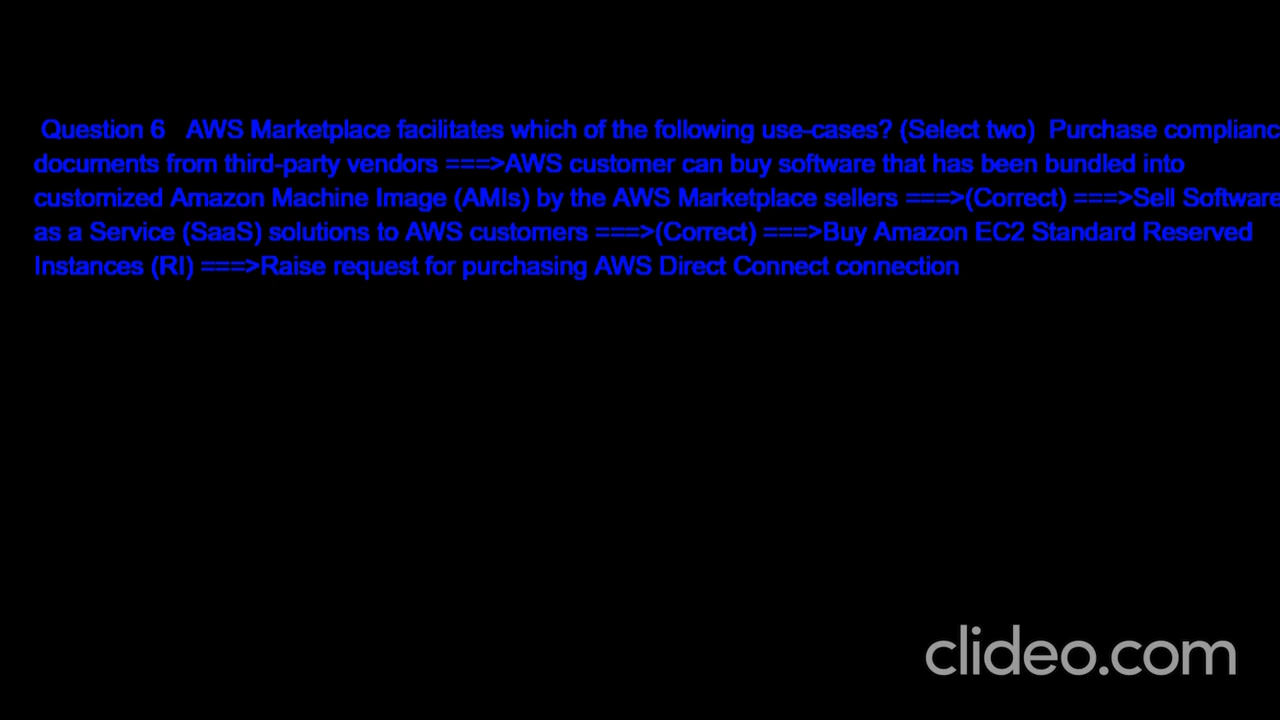 Question 6 AWS Marketplace facilitates which of the following use-cases? (Select two) Purchase complianc
documents from third-party vendors ===>AWS customer can buy software that has been bundled into
customized Amazon Machine Image (AMIs) by the AWS Marketplace sellers ===>(Correct) ===>Sell Software
as a Service (SaaS) solutions to AWS customers ===>(Correct) ===>Buy Amazon EC2 Standard Reserved
Instances (RI) ===>Raise request for purchasing AWS Direct Connect connection
clideo.com